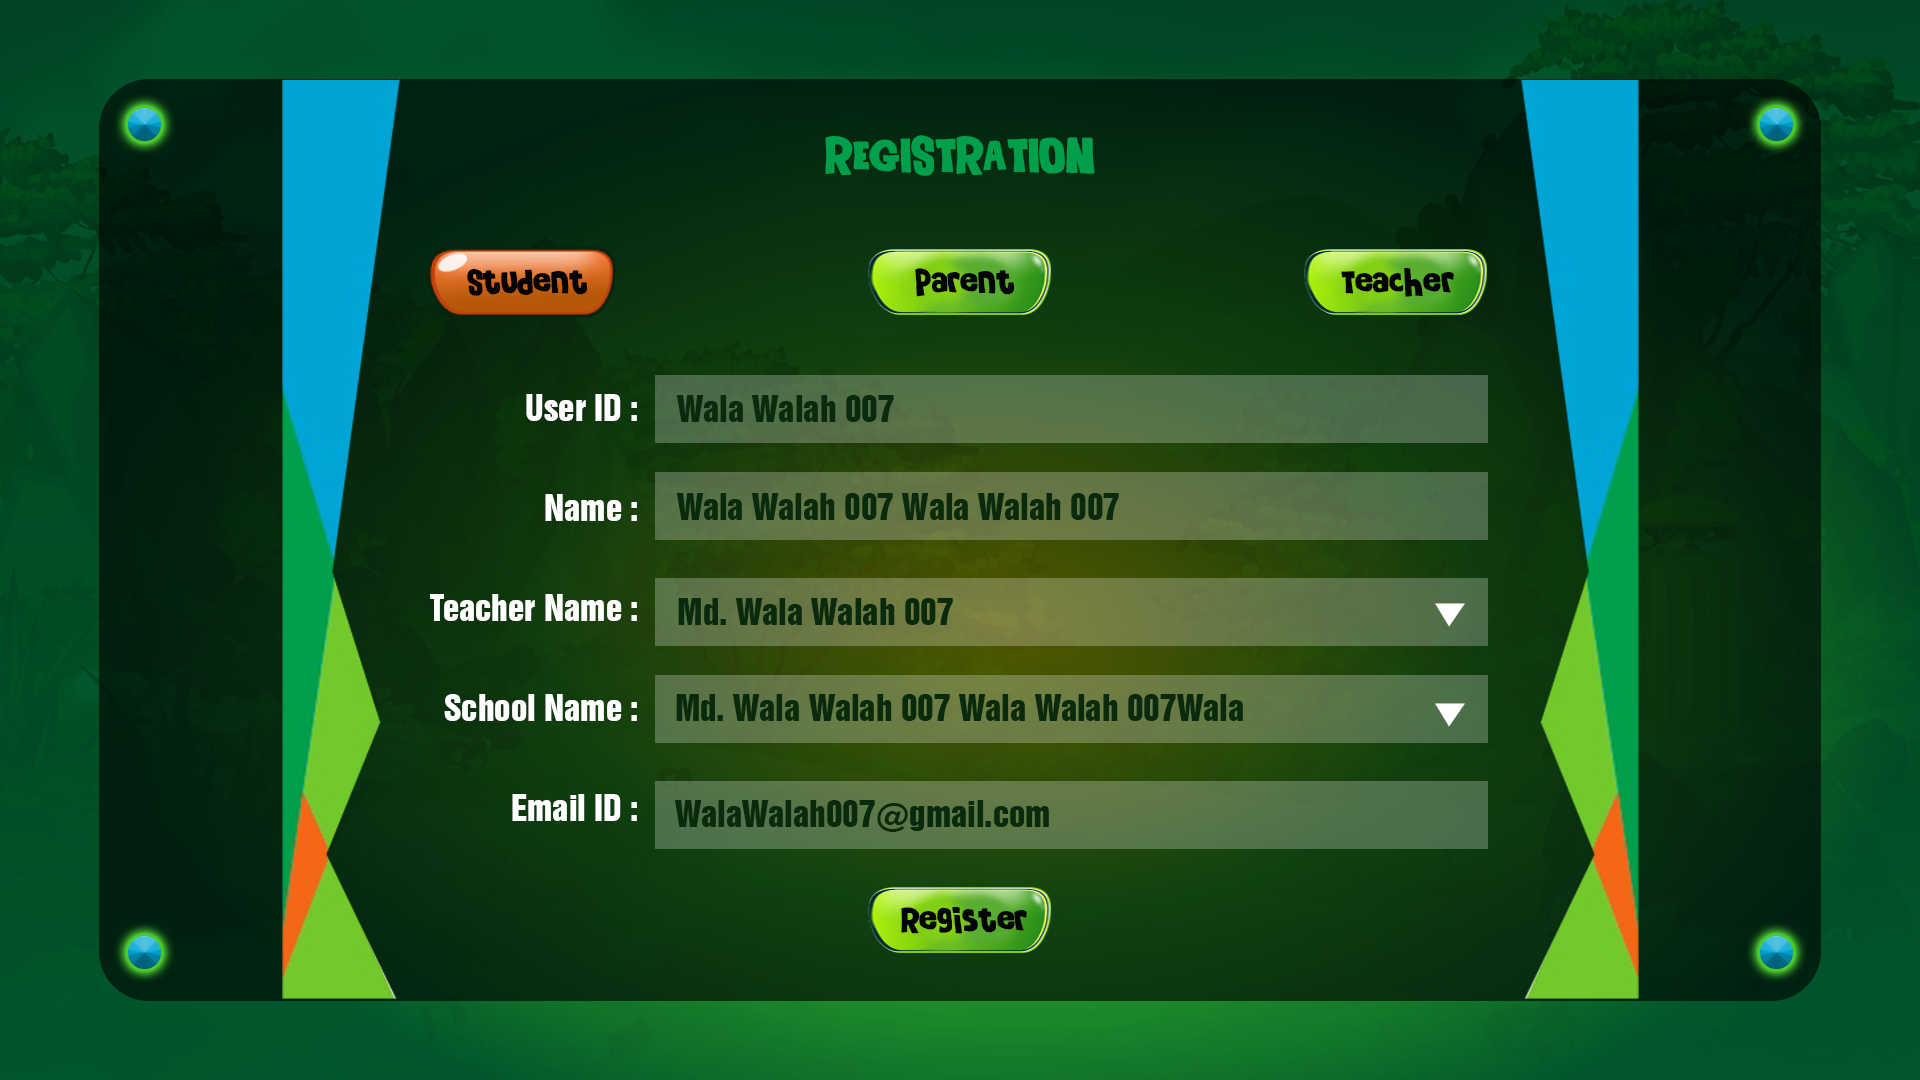 REGISTRATION
Student
Parent
Teacher
User ID : Wala Walah 007
Name : Wala Walah 007 Wala Walah 007
Teacher Name : Md. Wala Walah 007
School Name : Md. Wala Walah 007 Wala Walah 007Wala
Email ID : WalaWalah007@gmail.com
Register